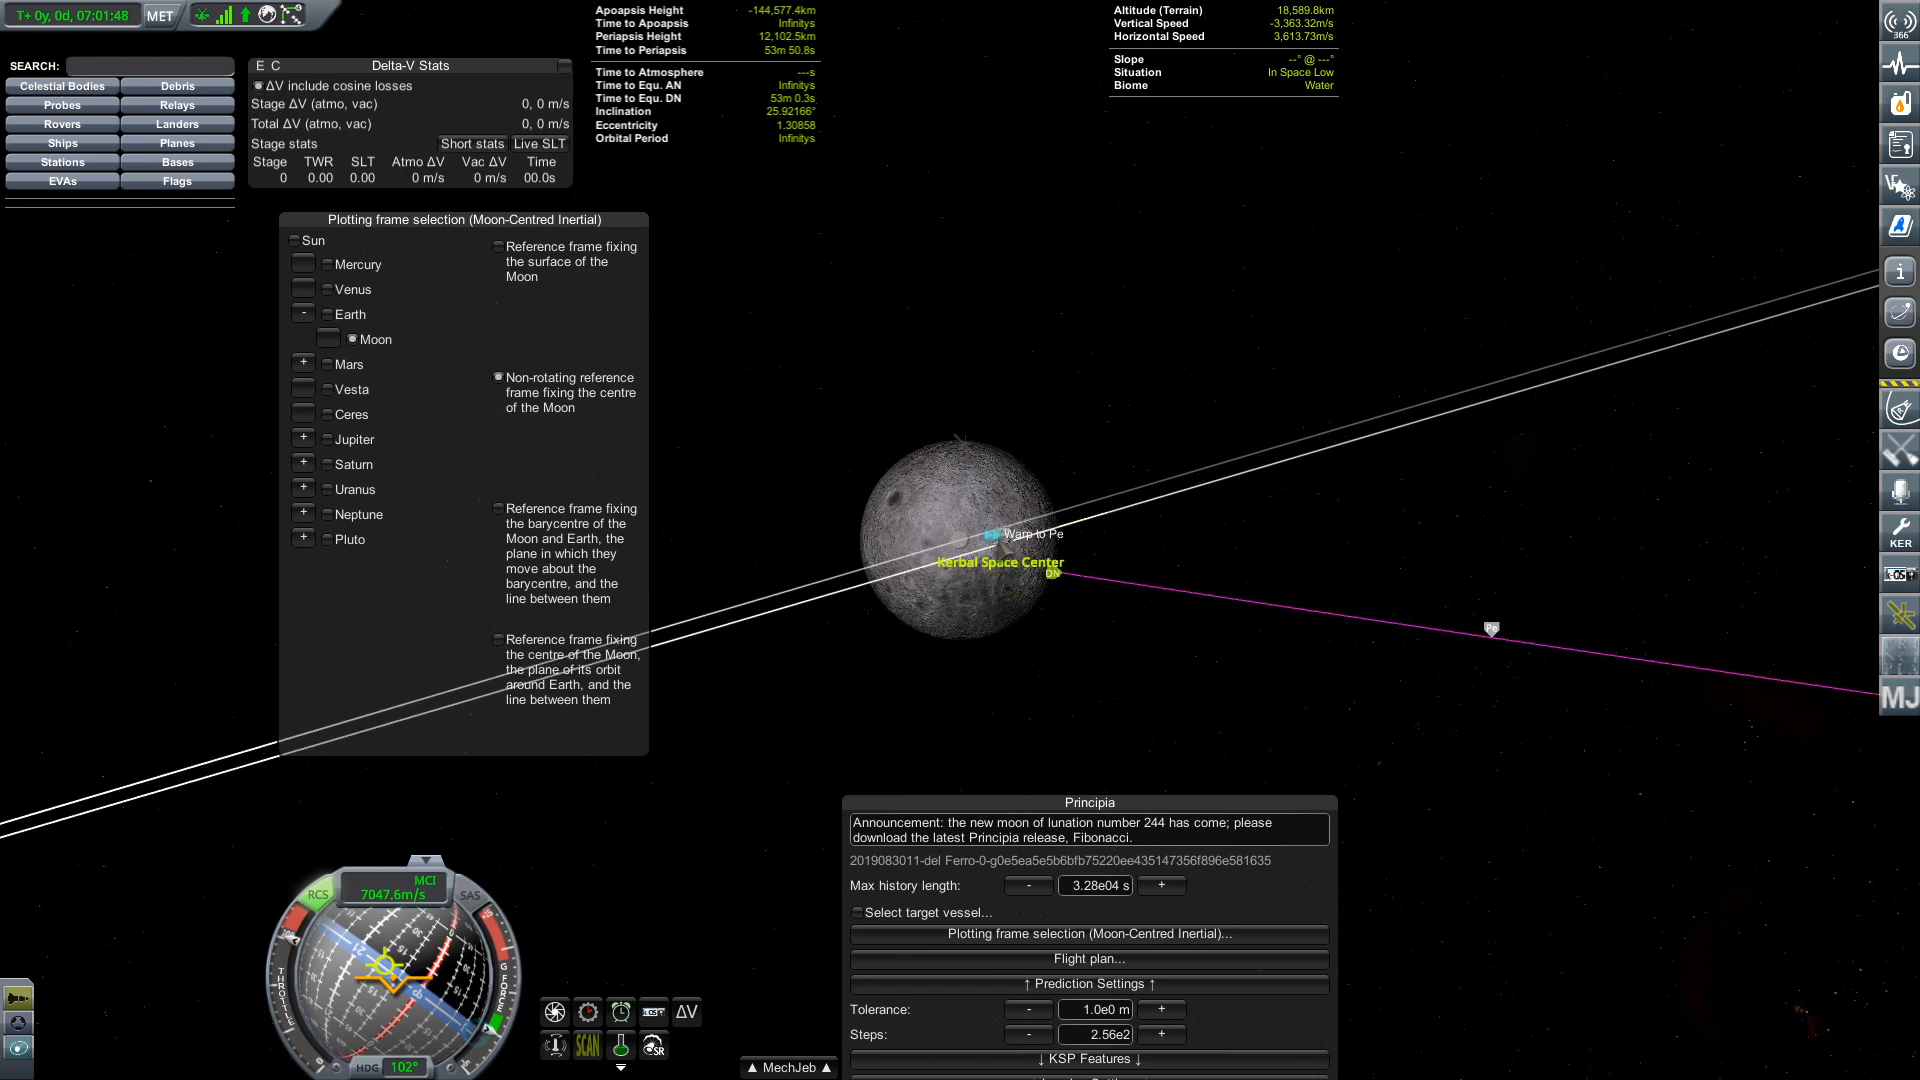 T+ 0y, 0d, 07:01:48 MET
SEARCH:
Celestial Bodies Debris
Probes Relays
Rovers Landers
Ships Planes
Stations Bases
EVAs Flags
E C Delta-V Stats
ΔV include cosine losses
Stage ΔV (atmo, vac) 0, 0 m/s
Total ΔV (atmo, vac) 0, 0 m/s
Stage stats Short stats Live SLT
Stage TWR SLT Atmo ΔV Vac ΔV Time
0 0.00 0.00 0 m/s 0 m/s 00.0s
Apoapsis Height -144,577.4km
Time to Apoapsis Infinitys
Periapsis Height 12,102.5km
Time to Periapsis 53m 50.8s
Time to Atmosphere ---s
Time to Equ. AN Infinitys
Time to Equ. DN 53m 0.3s
Inclination 25.92166°
Eccentricity 1.30858
Orbital Period Infinitys
Altitude (Terrain) 18,589.8km
Vertical Speed -3,363.32m/s
Horizontal Speed 3,613.73m/s
Slope --° @ ---°
Situation In Space Low
Biome Water
Plotting frame selection (Moon-Centred Inertial)
Sun
Mercury
Venus
- Earth
Moon
+ Mars
Vesta
Ceres
+ Jupiter
+ Saturn
+ Uranus
+ Neptune
+ Pluto
Reference frame fixing
the surface of the
Moon
Non-rotating reference
frame fixing the centre
of the Moon
Reference frame fixing
the barycentre of the
Moon and Earth, the
plane in which they
move about the
barycentre, and the
line between them
Reference frame fixing
the centre of the Moon,
the plane of its orbit
around Earth, and the
line between them
Warp to Pe
Kerbal Space Center
DN
Pe
Principia
Announcement: the new moon of lunation number 244 has come; please
download the latest Principia release, Fibonacci.
2019083011-del Ferro-0-g0e5ea5e5b6bfb75220ee435147356f896e581635
Max history length: - 3.28e04 s +
Select target vessel...
Plotting frame selection (Moon-Centred Inertial)...
Flight plan...
↑ Prediction Settings ↑
Tolerance: - 1.0e0 m +
Steps: - 2.56e2 +
↓ KSP Features ↓
MCI
7047.6m/s
RCS SAS
THROTTLE
G FORCE
HDG 102°
ΔV
SCAN
SR
▲ MechJeb ▲
366
KER
MJ